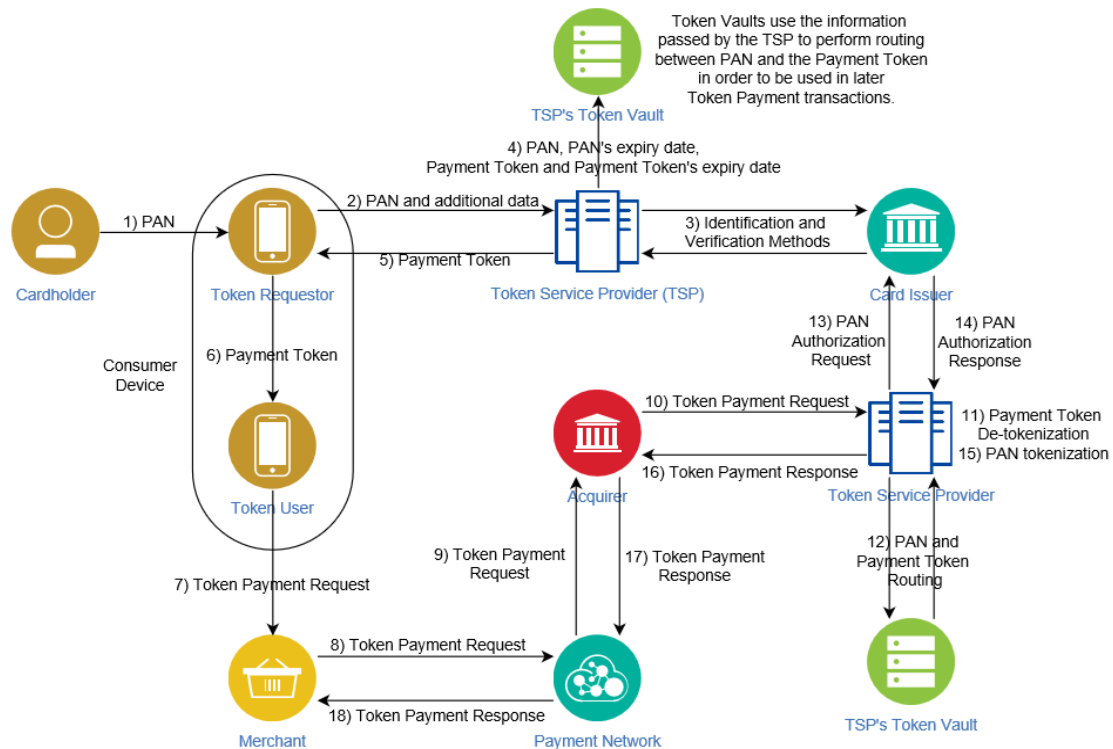 Token Vaults use the information
passed by the TSP to perform routing
between PAN and the Payment Token
in order to be used in later
Token Payment transactions.
TSP's Token Vault
4) PAN, PAN's expiry date,
Payment Token and Payment Token's expiry date
1) PAN
2) PAN and additional data
3) Identification and
Verification Methods
5) Payment Token
Cardholder
Token Requestor
Token Service Provider (TSP)
Card Issuer
13) PAN
Authorization
Request
14) PAN
Authorization
Response
6) Payment Token
Consumer
Device
10) Token Payment Request
11) Payment Token
De-tokenization
15) PAN tokenization
16) Token Payment Response
Token User
Acquirer
Token Service Provider
9) Token Payment
Request
17) Token Payment
Response
12) PAN and
Payment Token
Routing
7) Token Payment Request
8) Token Payment Request
18) Token Payment Response
Merchant
Payment Network
TSP's Token Vault